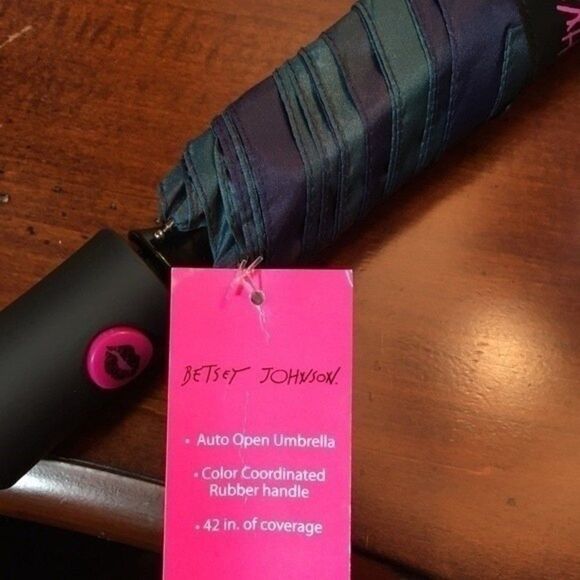 BETSEY JOHNSON.
• Auto Open Umbrella
• Color Coordinated
Rubber handle
• 42 in. of coverage